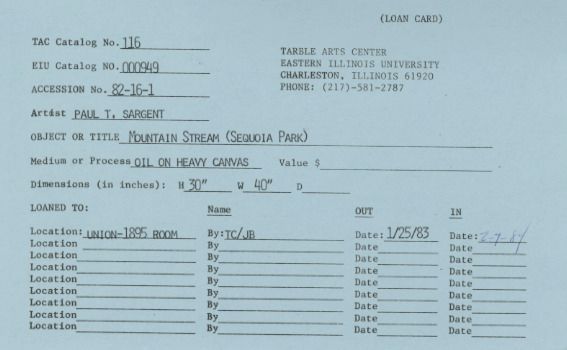 (LOAN CARD)
TAC Catalog No. 116
EIU Catalog NO. 000949
ACCESSION No. 82-16-1
TARBLE ARTS CENTER
EASTERN ILLINOIS UNIVERSITY
CHARLESTON, ILLINOIS 61920
PHONE: (217)-581-2787
Artist PAUL T. SARGENT
OBJECT OR TITLE MOUNTAIN STREAM (SEQUOIA PARK)
Medium or Process OIL ON HEAVY CANVAS Value $
Dimensions (in inches): H 30" W 40" D
LOANED TO: Name OUT IN
Location: UNION-1895 ROOM By: TC/JB Date: 1/25/83 Date:
Location By Date Date
Location By Date Date
Location By Date Date
Location By Date Date
Location By Date Date
Location By Date Date
Location By Date Date
Location By Date Date